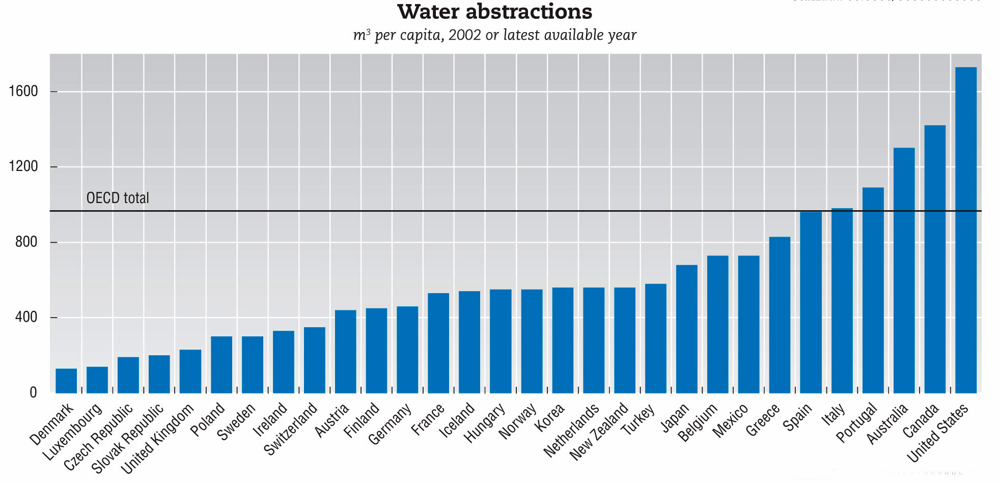 Water abstractions
m³ per capita, 2002 or latest available year
1600
1200
OECD total
800
400
0
Denmark
Luxembourg
Czech Republic
Slovak Republic
United Kingdom
Poland
Sweden
Ireland
Switzerland
Austria
Finland
Germany
France
Iceland
Hungary
Norway
Korea
Netherlands
New Zealand
Turkey
Japan
Belgium
Mexico
Greece
Spain
Italy
Portugal
Australia
Canada
United States